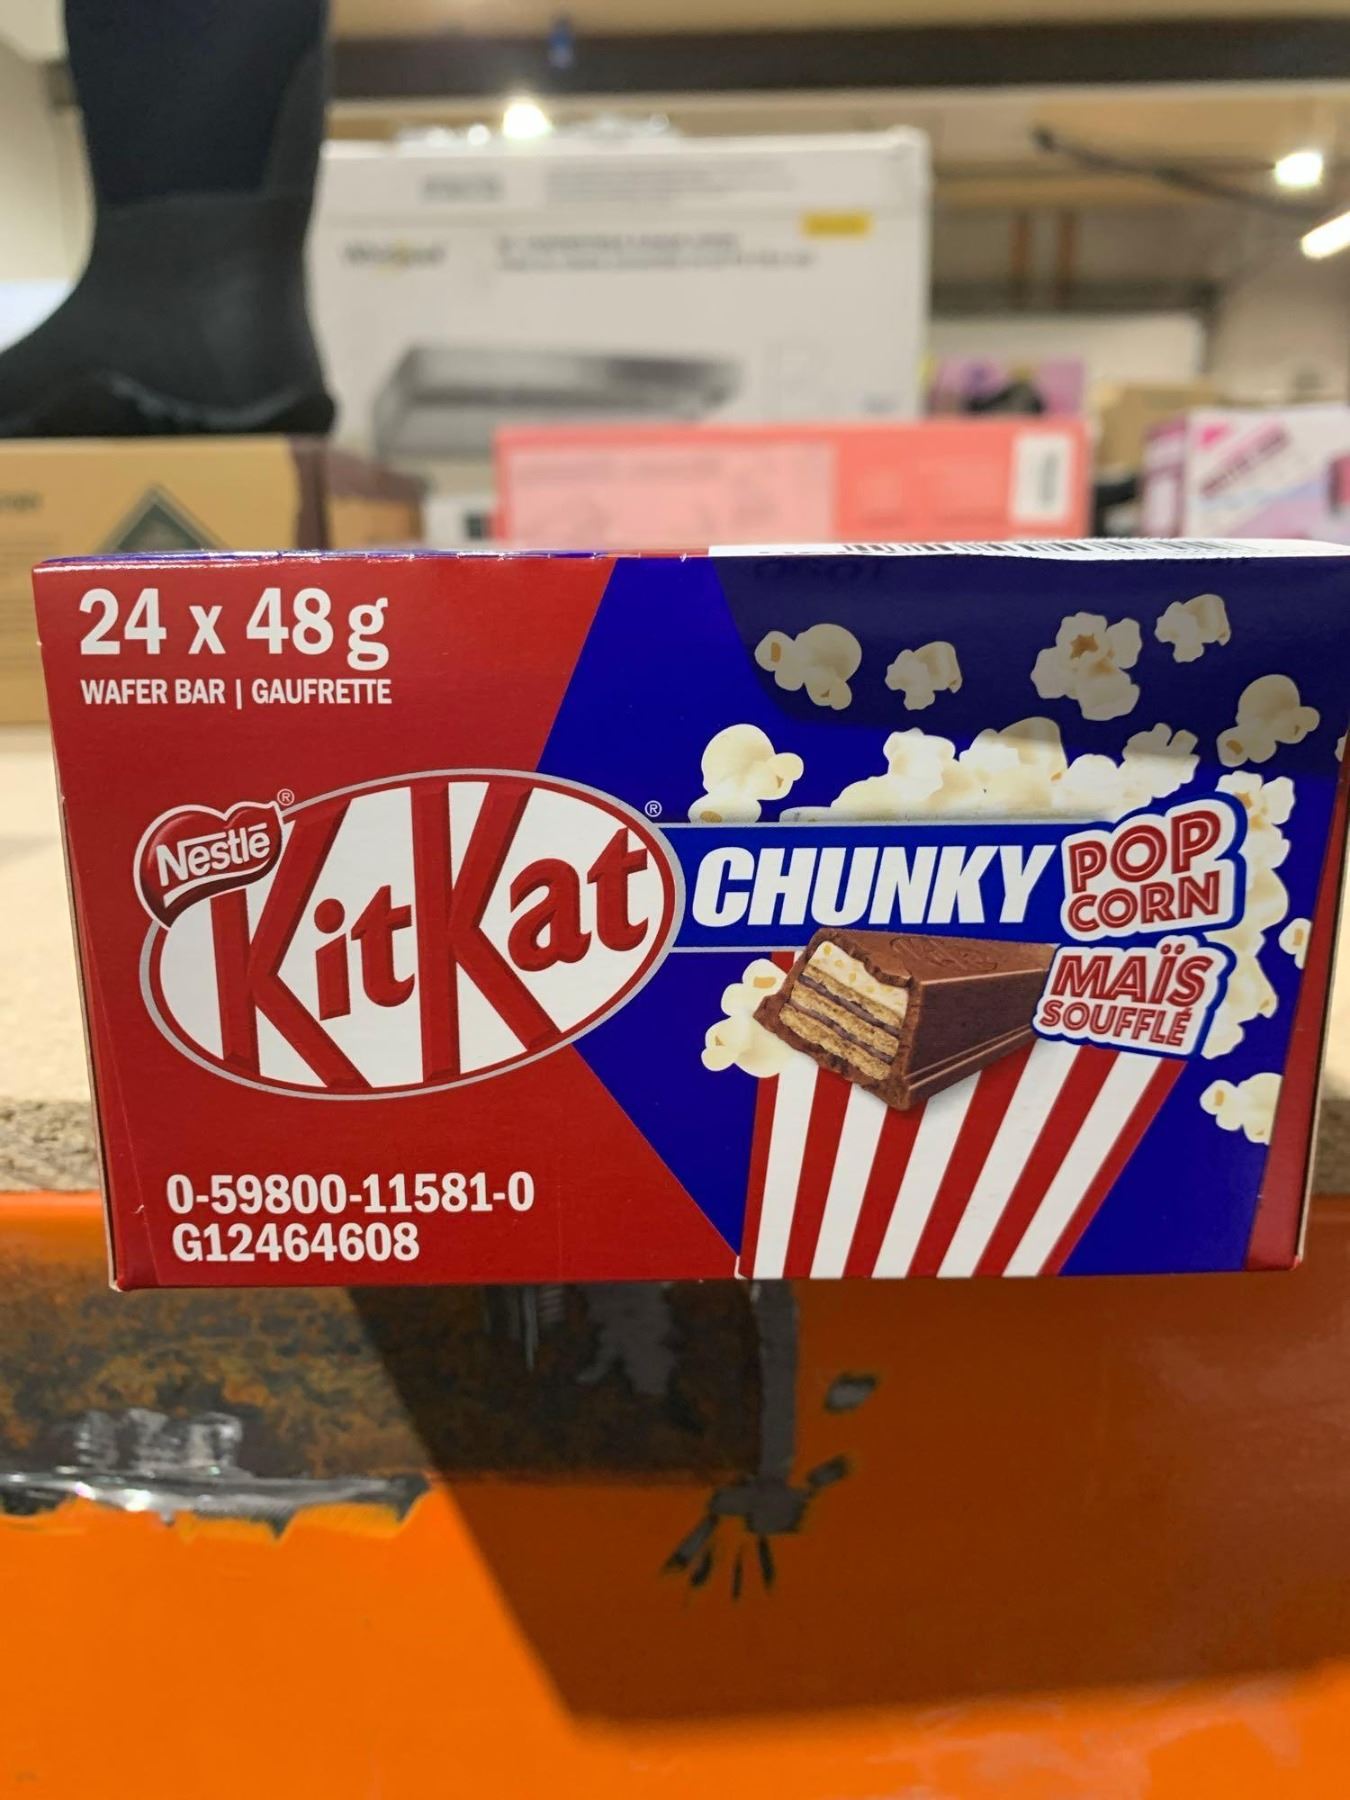 24 x 48 g
WAFER BAR | GAUFRETTE
Nestlé®
KitKat®
CHUNKY
POP
CORN
MAÏS
SOUFFLÉ
0-59800-11581-0
G12464608